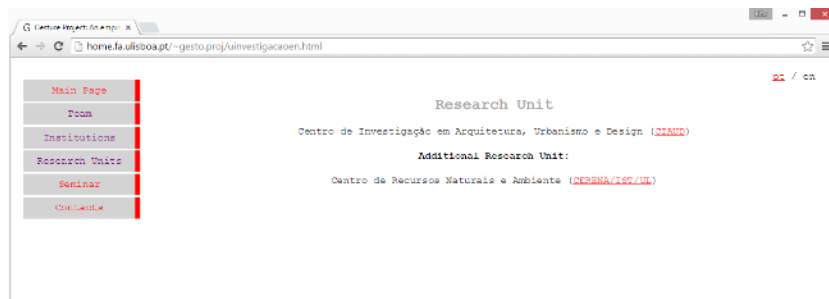 Gesture Project: An empi
home.fa.ulisboa.pt/~gesto.proj/uinvestigacaoen.html
pt / en
Main Page
Team
Institutions
Research Units
Seminar
Contacts
Research Unit
Centro de Investigação em Arquitetura, Urbanismo e Design (CIAUD)
Additional Research Unit:
Centro de Recursos Naturais e Ambiente (CERENA/IST/UL)